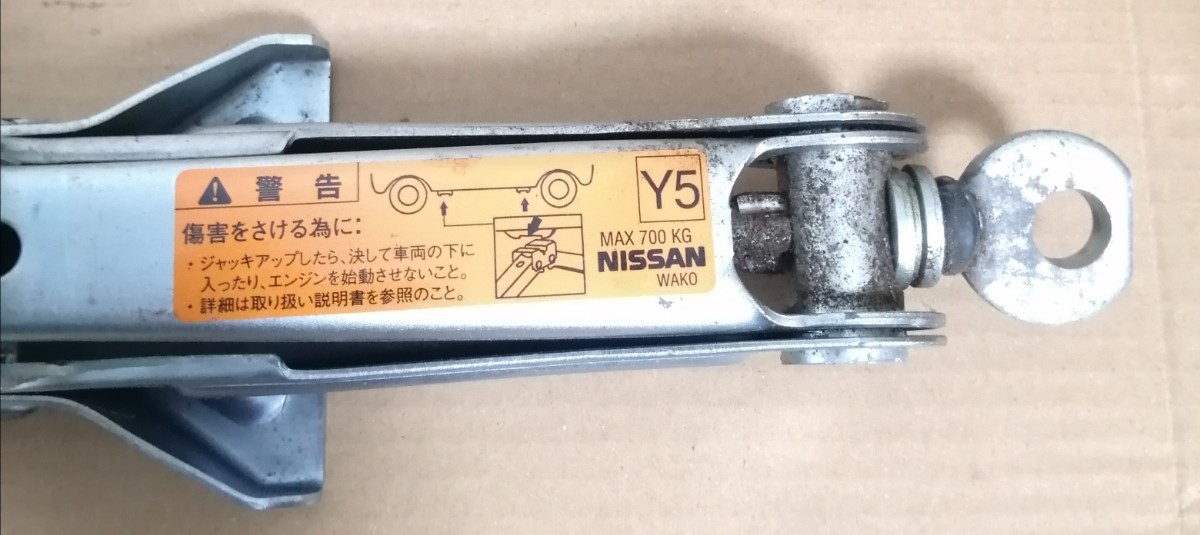 警告
傷害をさける為に:
・ジャッキアップしたら、決して車両の下に
入ったり、エンジンを始動させないこと。
・詳細は取り扱い説明書を参照のこと。
Y5
MAX 700 KG
NISSAN
WAKO